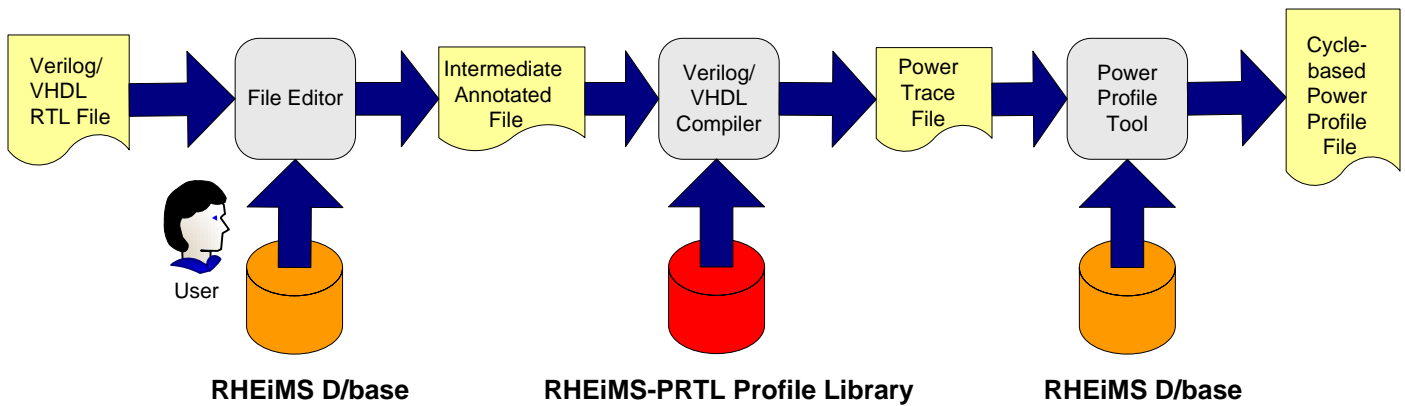 Verilog/
VHDL
RTL File
File Editor
Intermediate
Annotated
File
Verilog/
VHDL
Compiler
Power
Trace
File
Power
Profile
Tool
Cycle-
based
Power
Profile
File
User
RHEiMS D/base
RHEiMS-PRTL Profile Library
RHEiMS D/base